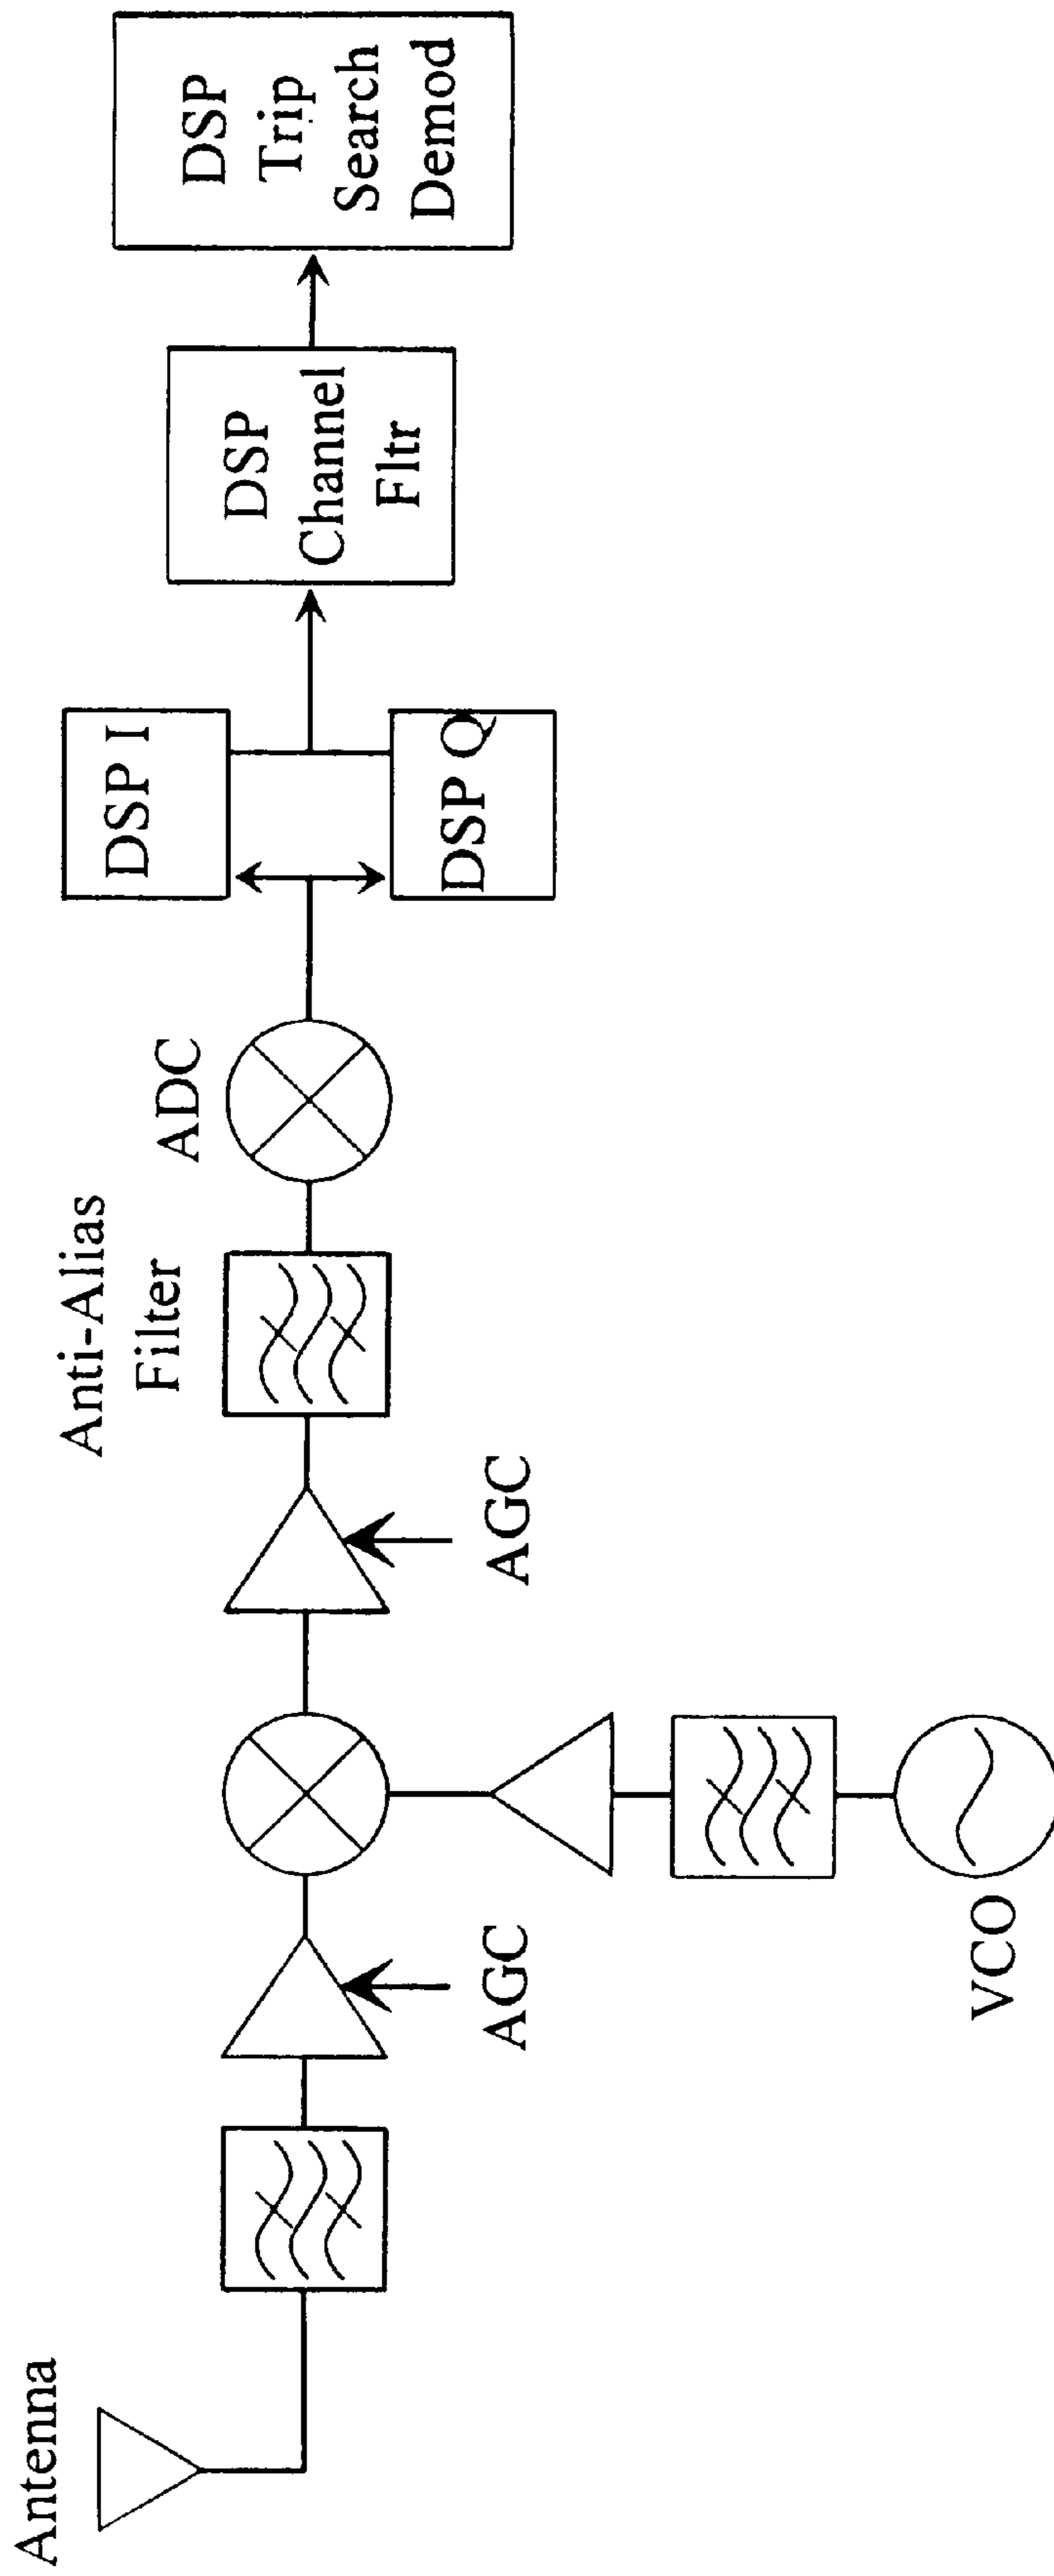 Antenna
AGC
VCO
AGC
Anti-Alias
Filter
ADC
DSP I
DSP Q
DSP
Channel
Fltr
DSP
Trip
Search
Demod